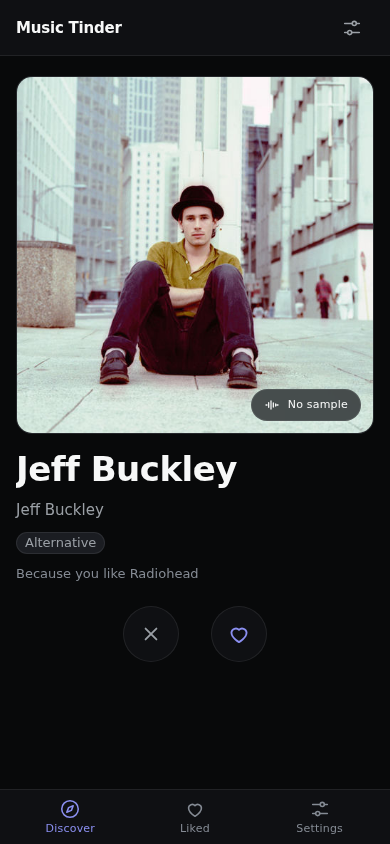 Music Tinder
No sample
Jeff Buckley
Jeff Buckley
Alternative
Because you like Radiohead
Discover
Liked
Settings